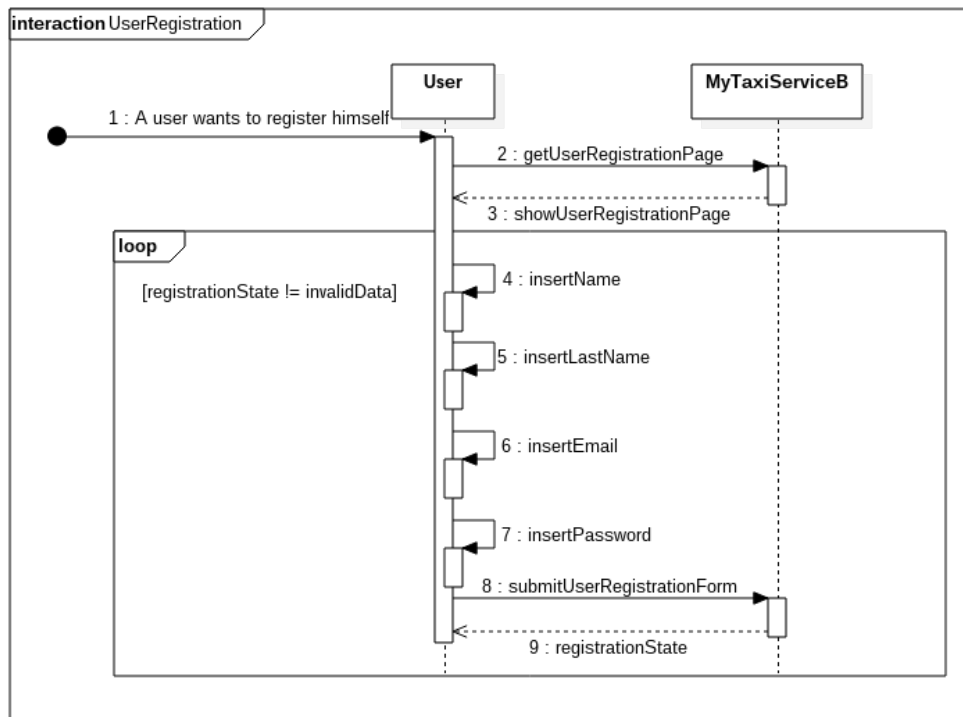 interaction UserRegistration
User
MyTaxiServiceB
1 : A user wants to register himself
2 : getUserRegistrationPage
3 : showUserRegistrationPage
loop
[registrationState != invalidData]
4 : insertName
5 : insertLastName
6 : insertEmail
7 : insertPassword
8 : submitUserRegistrationForm
9 : registrationState